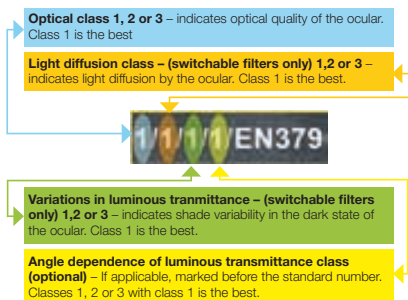 Optical class 1, 2 or 3 – indicates optical quality of the ocular.
Class 1 is the best
Light diffusion class – (switchable filters only) 1,2 or 3 –
indicates light diffusion by the ocular. Class 1 is the best.
1/1/1/1/EN379
Variations in luminous tranmittance – (switchable filters
only) 1,2 or 3 – indicates shade variability in the dark state of
the ocular. Class 1 is the best.
Angle dependence of luminous transmittance class
(optional) – If applicable, marked before the standard number.
Classes 1, 2 or 3 with class 1 is the best.